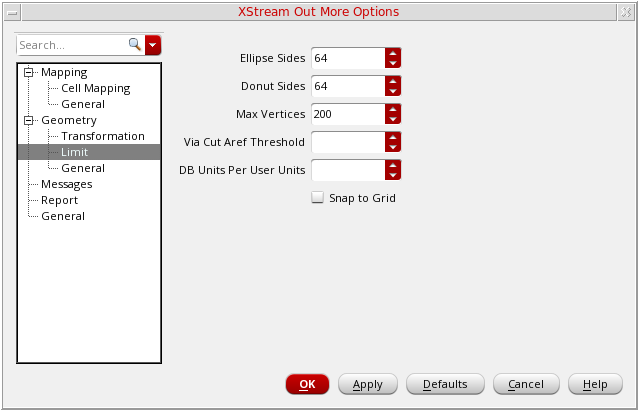 XStream Out More Options
Search...
Mapping
Cell Mapping
General
Geometry
Transformation
Limit
General
Messages
Report
General
Ellipse Sides 64
Donut Sides 64
Max Vertices 200
Via Cut Aref Threshold
DB Units Per User Units
Snap to Grid
OK Apply Defaults Cancel Help